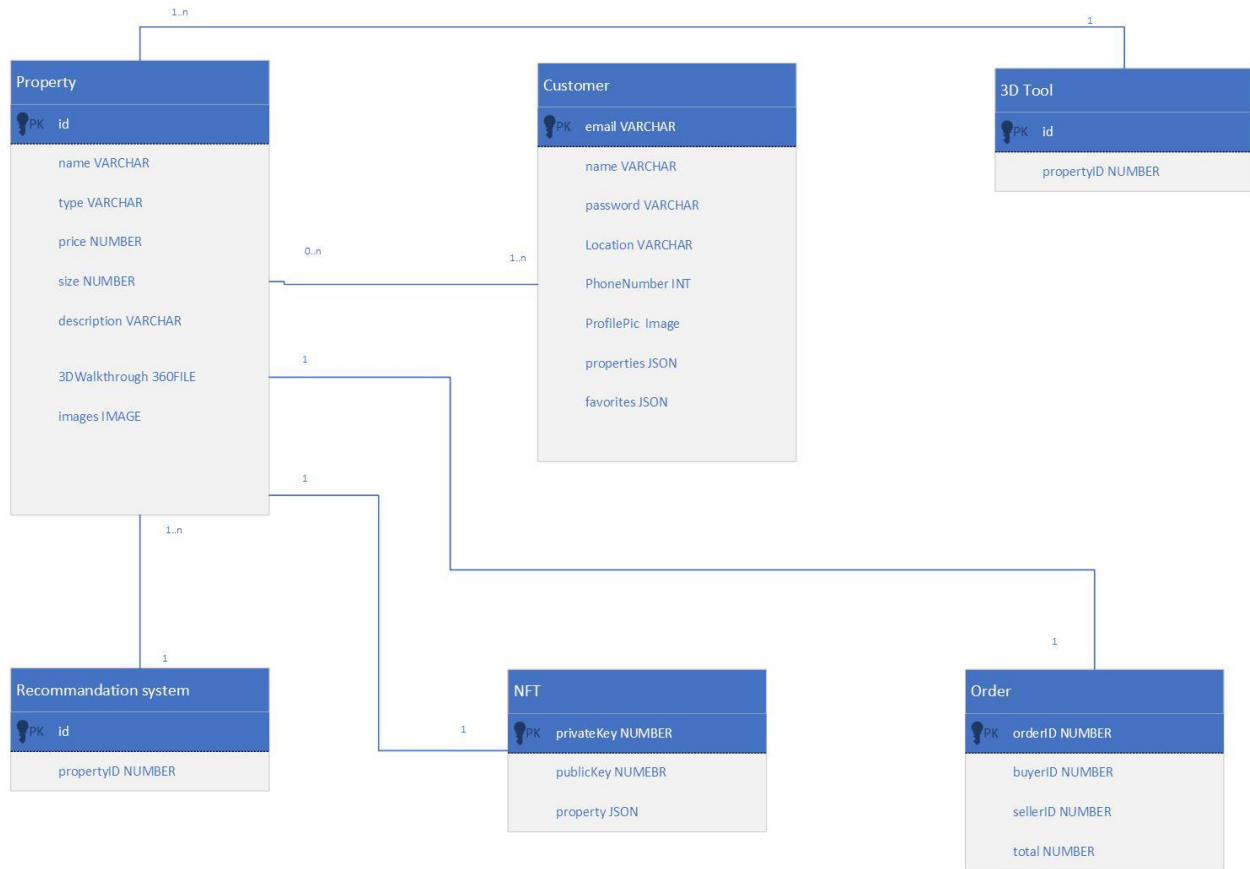 1..n
1
Property
PK id
name VARCHAR
type VARCHAR
price NUMBER
size NUMBER
description VARCHAR
3DWalkthrough 360FILE
images IMAGE
Customer
PK email VARCHAR
name VARCHAR
password VARCHAR
Location VARCHAR
PhoneNumber INT
ProfilePic Image
properties JSON
favorites JSON
3D Tool
PK id
propertyID NUMBER
0..n
1..n
1
1
1..n
1
1
1
Recommandation system
PK id
propertyID NUMBER
NFT
PK privateKey NUMBER
publicKey NUMEBR
property JSON
Order
PK orderID NUMBER
buyerID NUMBER
sellerID NUMBER
total NUMBER